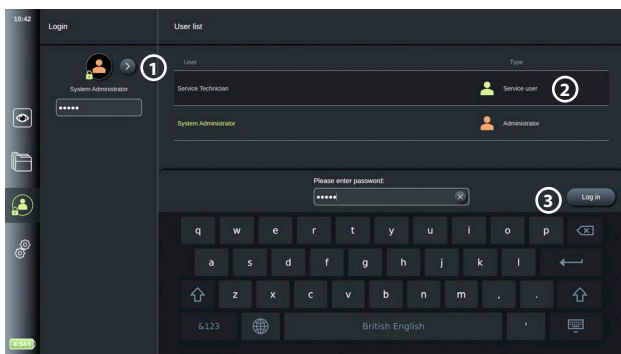 10:42
Login
User list
1
User
Type
System Administrator
Service Technician
Service user
2
•••••
System Administrator
Administrator
Please enter password:
•••••
3
Log in
q w e r t y u i o p
a s d f g h j k l
z x c v b n m , .
&123
British English
'